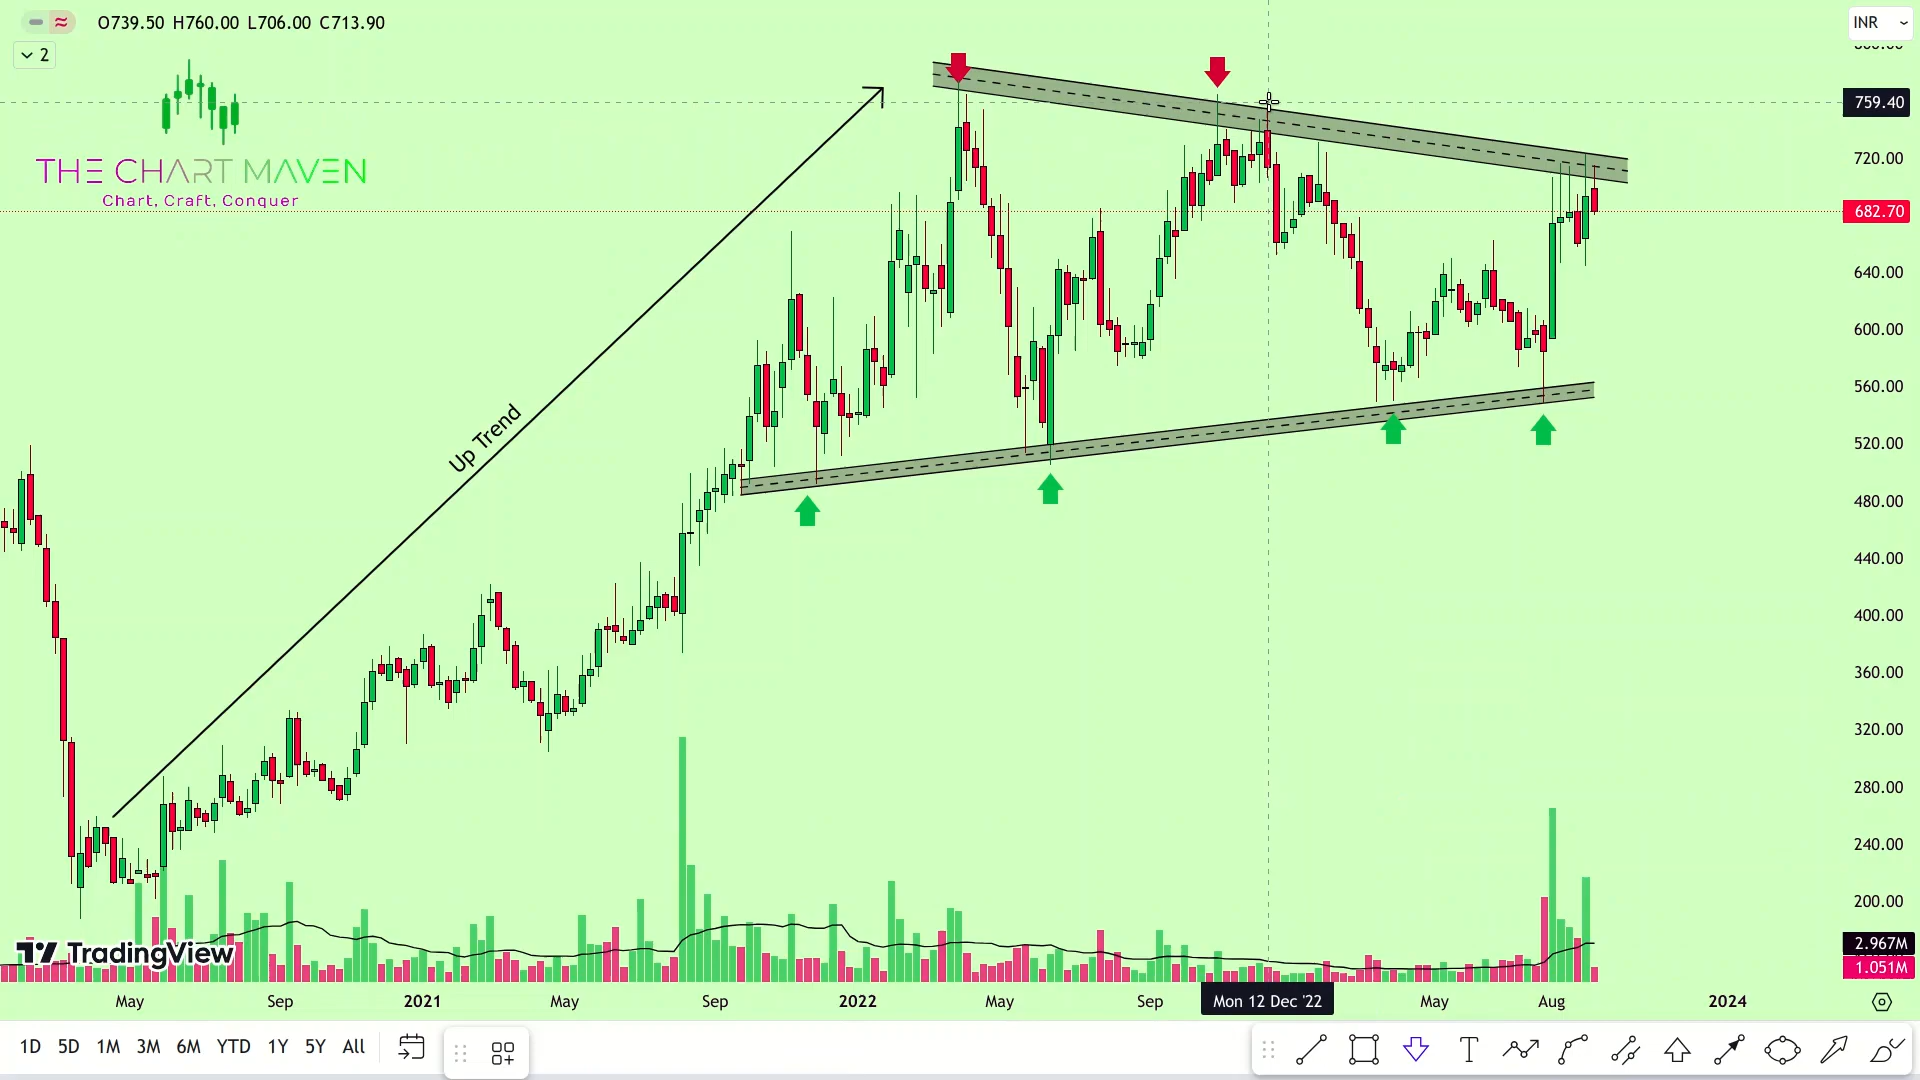 O739.50 H760.00 L706.00 C713.90
INR
2
THE CHART MAVEN
Chart, Craft, Conquer
Up Trend
759.40
720.00
682.70
640.00
600.00
560.00
520.00
480.00
440.00
400.00
360.00
320.00
280.00
240.00
200.00
2.967M
1.051M
TradingView
May Sep 2021 May Sep 2022 May Sep Mon 12 Dec '22 May Aug 2024
1D 5D 1M 3M 6M YTD 1Y 5Y All
T